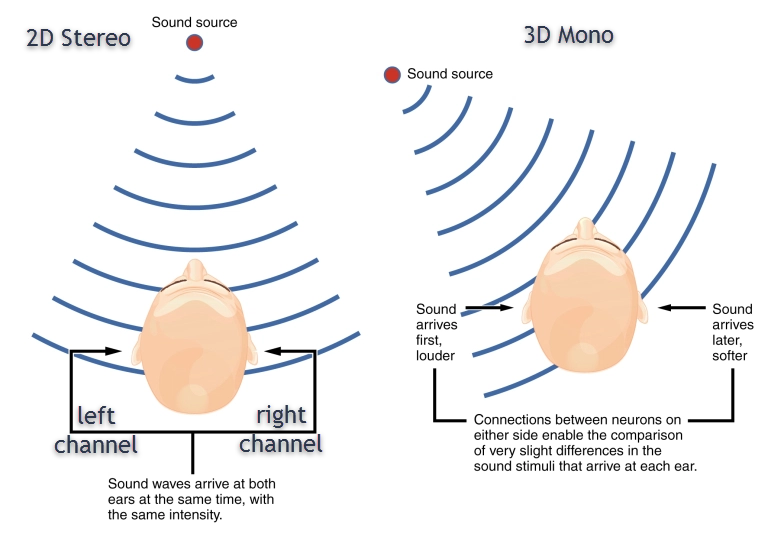 2D Stereo
Sound source
left
channel
right
channel
Sound waves arrive at both
ears at the same time, with
the same intensity.
3D Mono
Sound source
Sound
arrives
first,
louder
Sound
arrives
later,
softer
Connections between neurons on
either side enable the comparison
of very slight differences in the
sound stimuli that arrive at each ear.